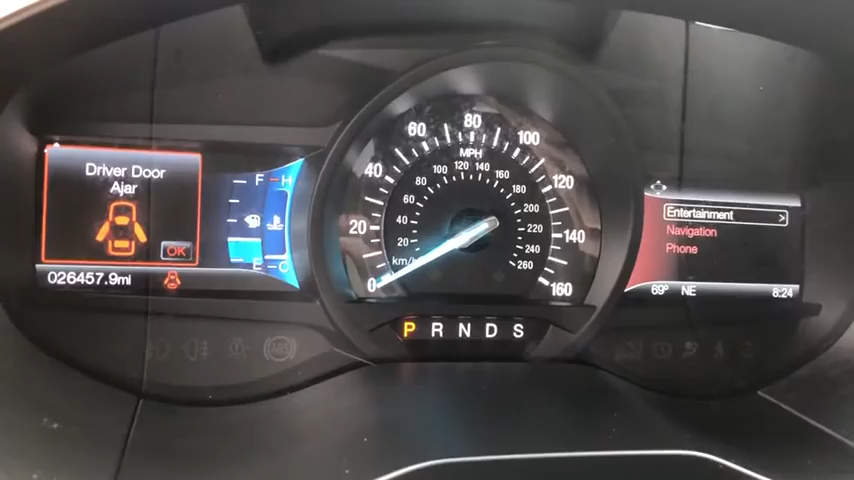 Driver Door
Ajar
OK
026457.9mi
F H
E C
0 20 40 60 80 100 120 140 160
MPH
20 40 60 80 100 120 140 160 180 200 220 240 260
km/h
P R N D S
Entertainment >
Navigation
Phone
69° NE 8:24
ABS